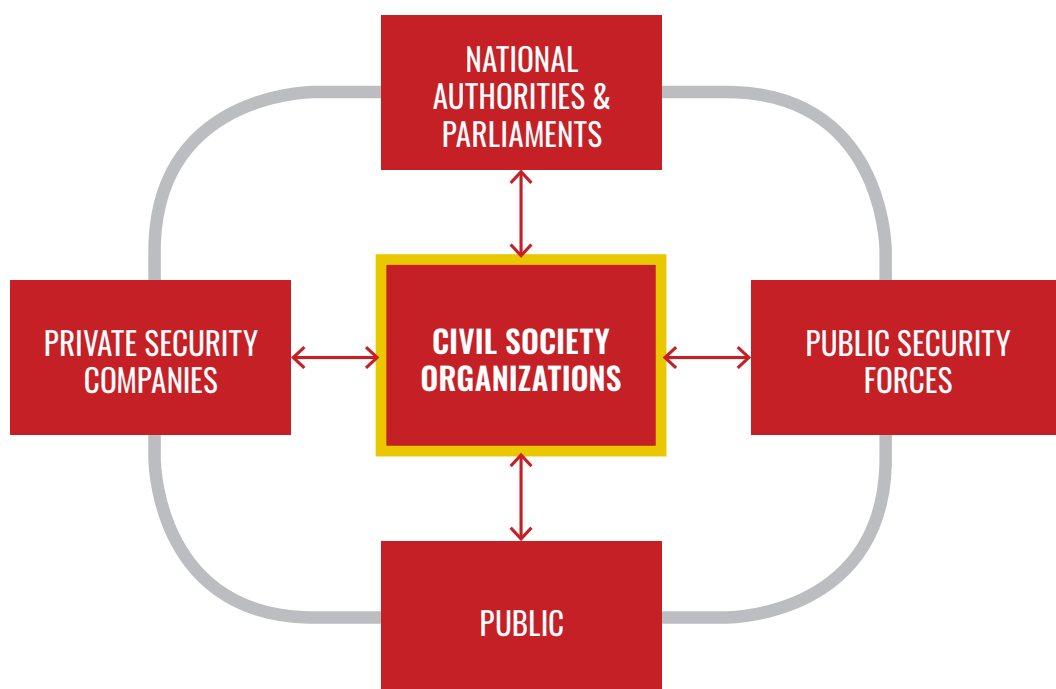 NATIONAL
AUTHORITIES &
PARLIAMENTS
PRIVATE SECURITY
COMPANIES
CIVIL SOCIETY
ORGANIZATIONS
PUBLIC SECURITY
FORCES
PUBLIC